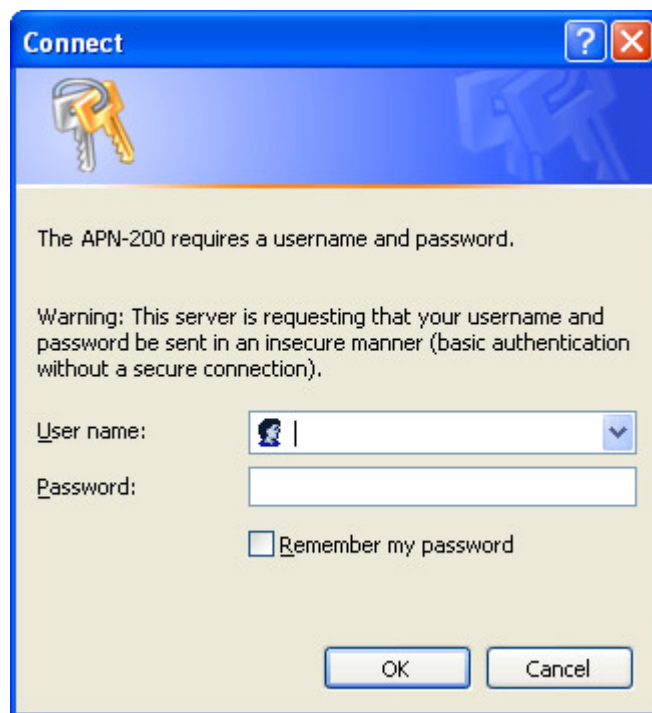 Connect
The APN-200 requires a username and password.
Warning: This server is requesting that your username and
password be sent in an insecure manner (basic authentication
without a secure connection).
User name:
Password:
Remember my password
OK
Cancel